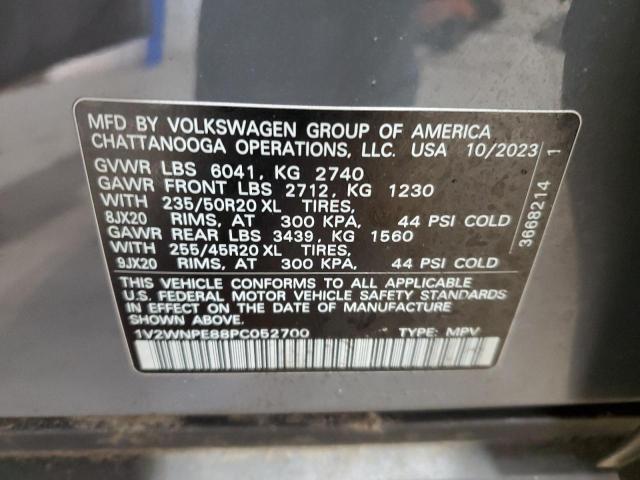 MFD BY VOLKSWAGEN GROUP OF AMERICA
CHATTANOOGA OPERATIONS, LLC. USA 10/2023
GVWR LBS 6041, KG 2740
GAWR FRONT LBS 2712, KG 1230
WITH 235/50R20 XL TIRES,
8JX20 RIMS, AT 300 KPA, 44 PSI COLD
GAWR REAR LBS 3439, KG 1560
WITH 255/45R20 XL TIRES,
9JX20 RIMS, AT 300 KPA, 44 PSI COLD
THIS VEHICLE CONFORMS TO ALL APPLICABLE
U.S. FEDERAL MOTOR VEHICLE SAFETY STANDARDS
IN EFFECT ON THE DATE OF MANUFACTURE
SHOWN ABOVE.
1V2WNPE88PC052700 TYPE: MPV
3668214 1